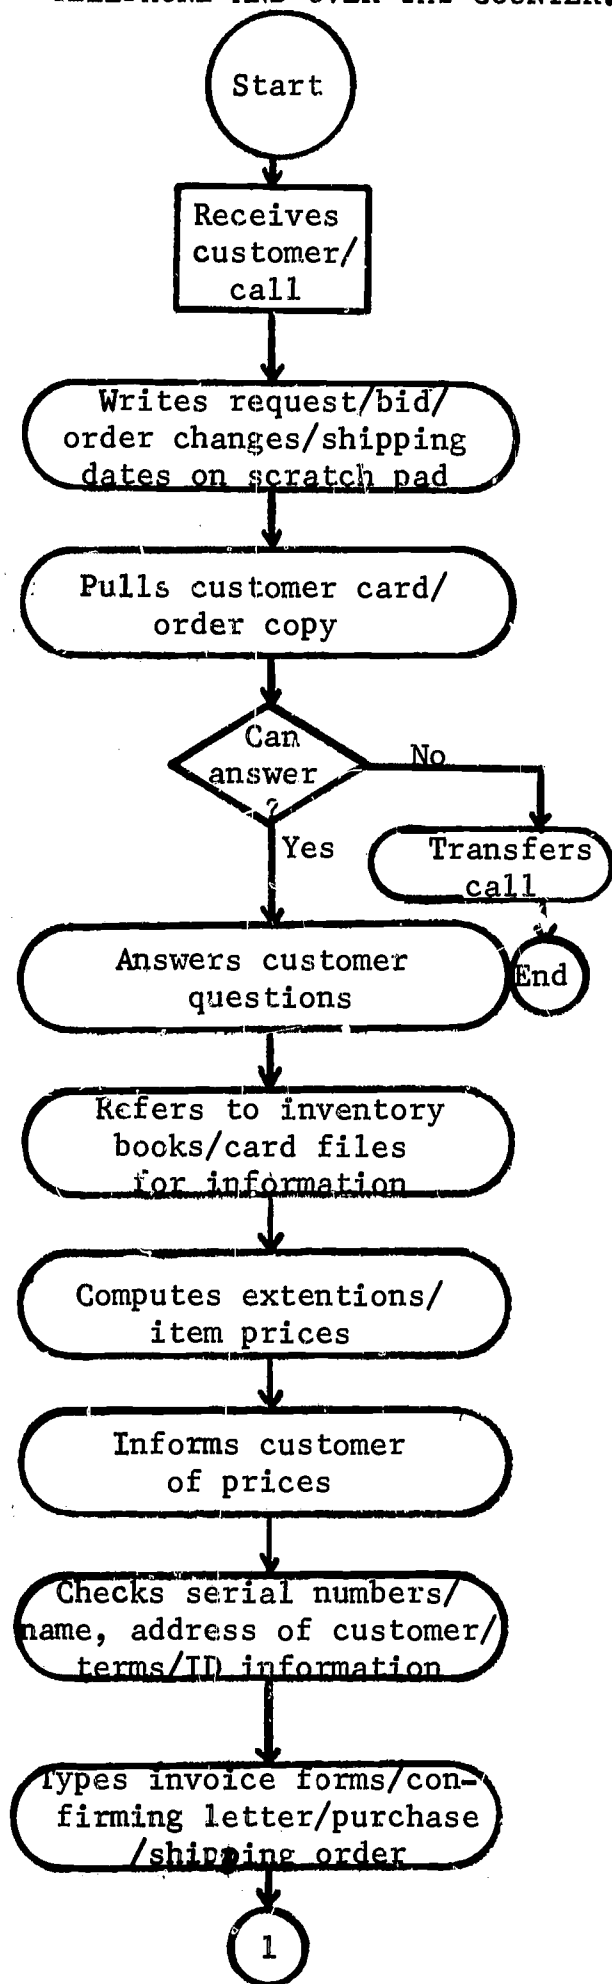 TELEPHONE AND OVER THE COUNTER.
Start
Receives
customer/
call
Writes request/bid/
order changes/shipping
dates on scratch pad
Pulls customer card/
order copy
Can
answer
?
No
Yes
Transfers
call
Answers customer
questions
End
Refers to inventory
books/card files
for information
Computes extentions/
item prices
Informs customer
of prices
Checks serial numbers/
name, address of customer/
terms/ID information
Types invoice forms/con-
firming letter/purchase
/shipping order
1